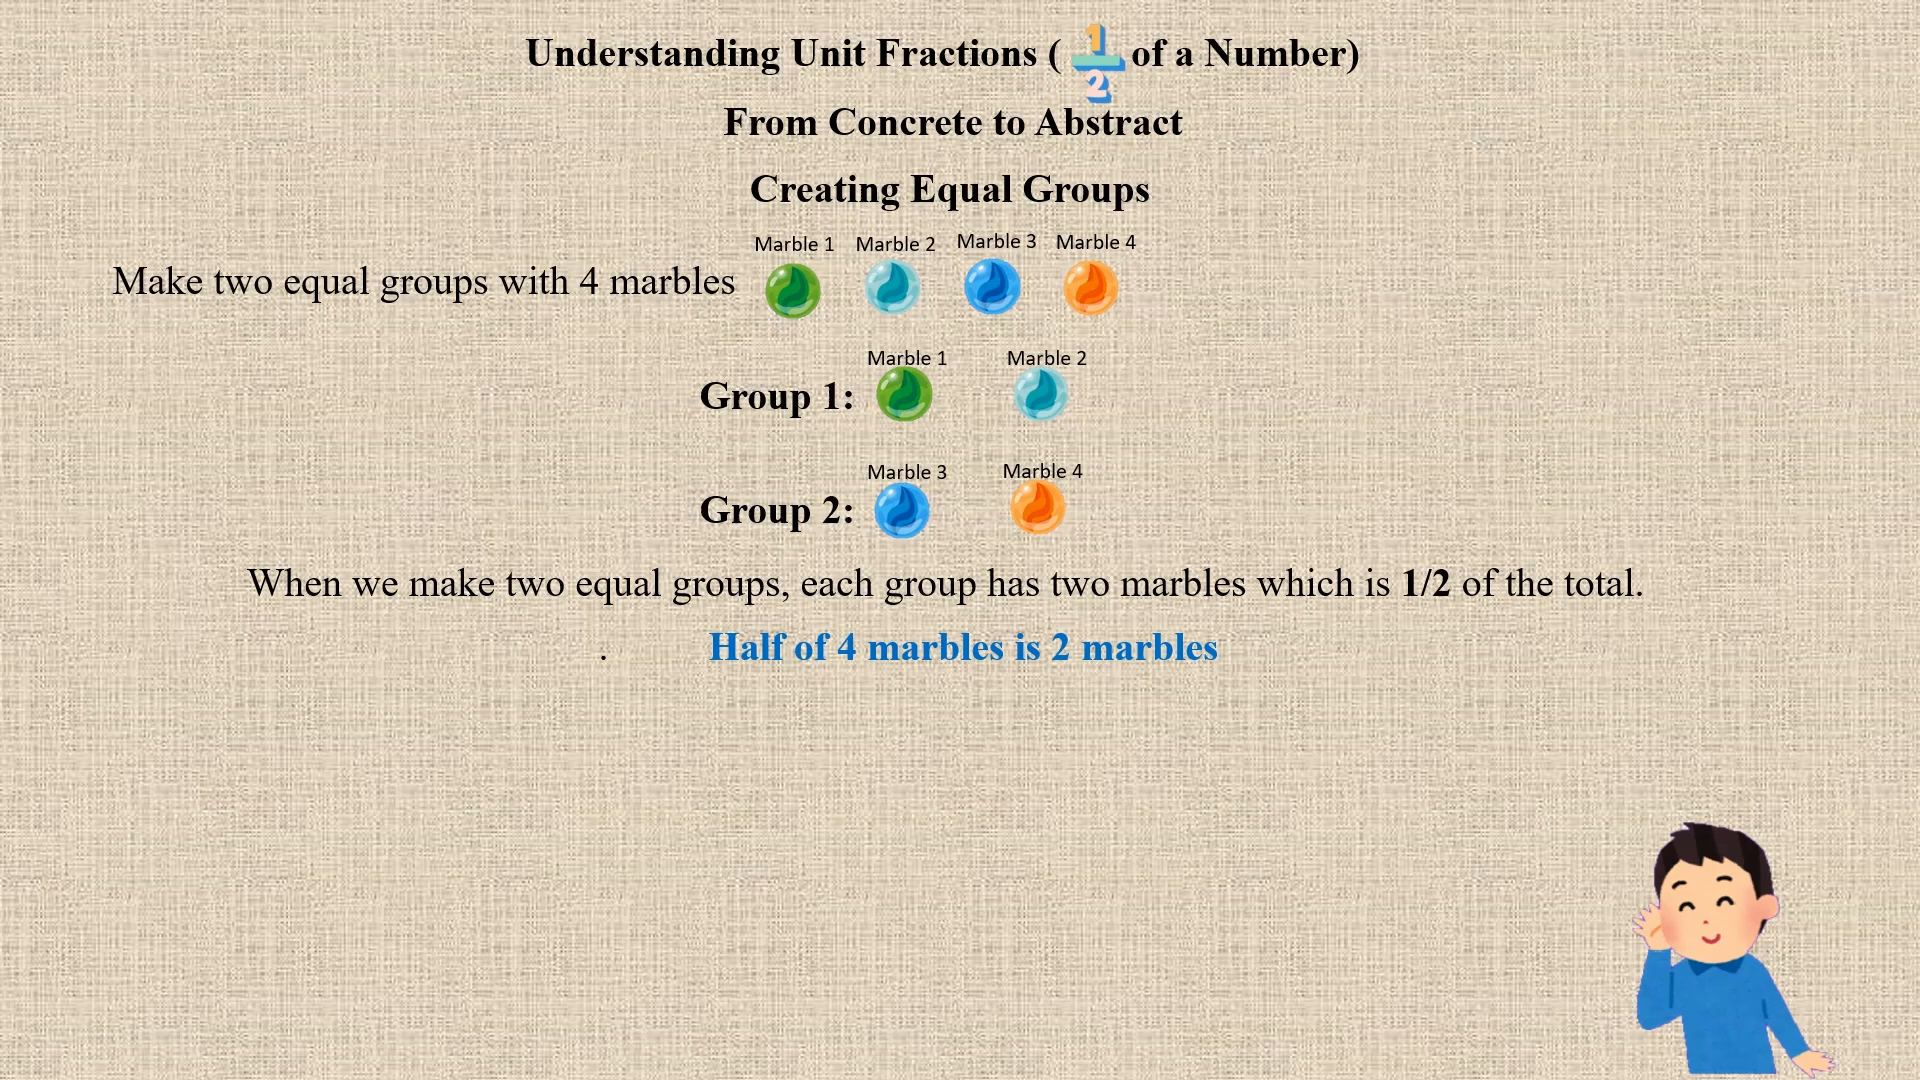 Understanding Unit Fractions ( 1/2 of a Number)
From Concrete to Abstract
Creating Equal Groups
Marble 1 Marble 2 Marble 3 Marble 4
Make two equal groups with 4 marbles
Marble 1 Marble 2
Group 1:
Marble 3 Marble 4
Group 2:
When we make two equal groups, each group has two marbles which is 1/2 of the total.
. Half of 4 marbles is 2 marbles